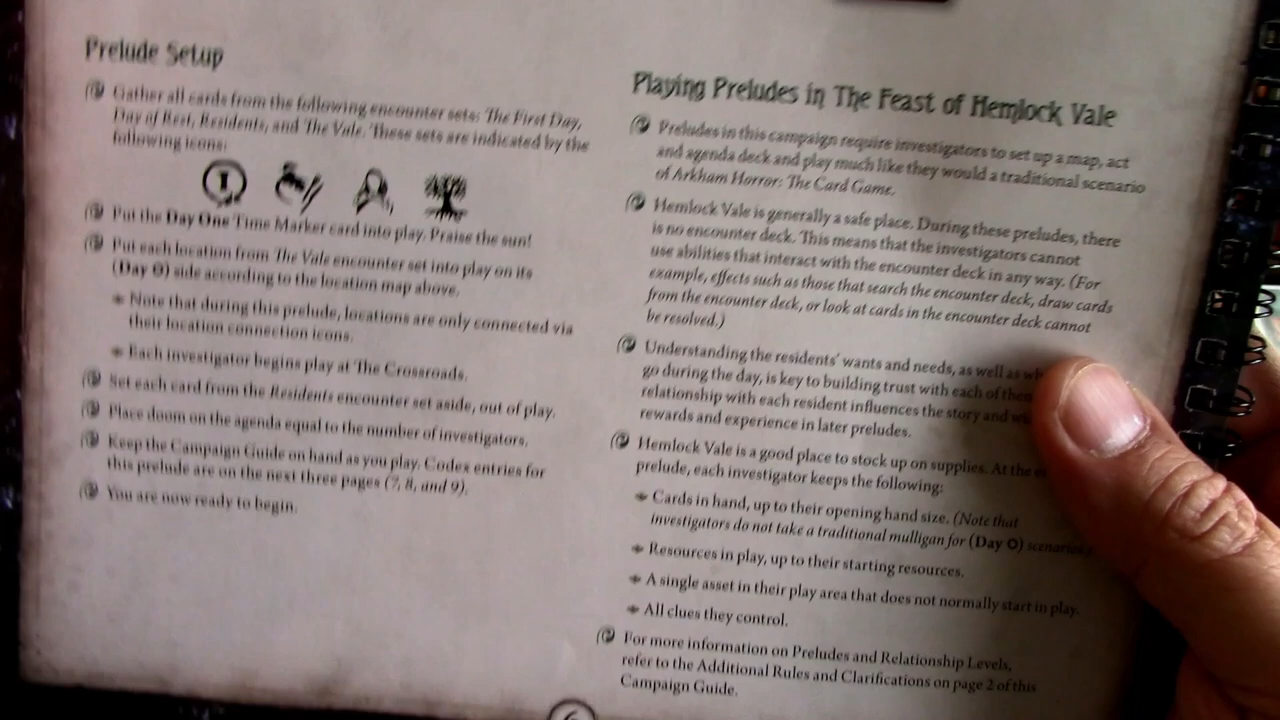 Prelude Setup
Gather all cards from the following encounter sets: The First Day,
Day of Rest, Residents, and The Vale. These sets are indicated by the
following icons:
Put the Day One Time Marker card into play. Praise the sun!
Put each location from The Vale encounter set into play on its
(Day ) side according to the location map above.
Note that during this prelude, locations are only connected via
their location connection icons.
Each investigator begins play at The Crossroads.
Set each card from the Residents encounter set aside, out of play.
Place doom on the agenda equal to the number of investigators.
Keep the Campaign Guide on hand as you play. Codex entries for
this prelude are on the next three pages (7, 8, and 9).
You are now ready to begin.
Playing Preludes in The Feast of Hemlock Vale
Preludes in this campaign require investigators to set up a map, act
and agenda deck and play much like they would a traditional scenario
of Arkham Horror: The Card Game.
Hemlock Vale is generally a safe place. During these preludes, there
is no encounter deck. This means that the investigators cannot
use abilities that interact with the encounter deck in any way. (For
example, effects such as those that search the encounter deck, draw cards
from the encounter deck, or look at cards in the encounter deck cannot
be resolved.)
Understanding the residents' wants and needs, as well as
go during the day, is key to building trust with each of
relationship with each resident influences the story and
rewards and experience in later preludes.
Hemlock Vale is a good place to stock up on supplies. At the
prelude, each investigator keeps the following:
Cards in hand, up to their opening hand size. (Note that
investigators do not take a traditional mulligan for (Day )
Resources in play, up to their starting resources.
A single asset in their play area that does not normally start in play.
All clues they control.
For more information on Preludes and Relationship Levels,
refer to the Additional Rules and Clarifications on page 2 of this
Campaign Guide.
6